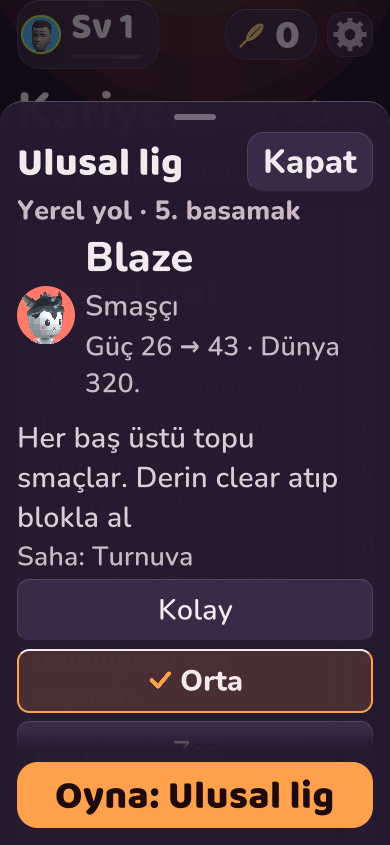 Sv 1
0
Ulusal lig
Kapat
Yerel yol · 5. basamak
Blaze
Smaşçı
Güç 26 → 43 · Dünya
320.
Her baş üstü topu
smaçlar. Derin clear atıp
blokla al
Saha: Turnuva
Kolay
Orta
Oyna: Ulusal lig